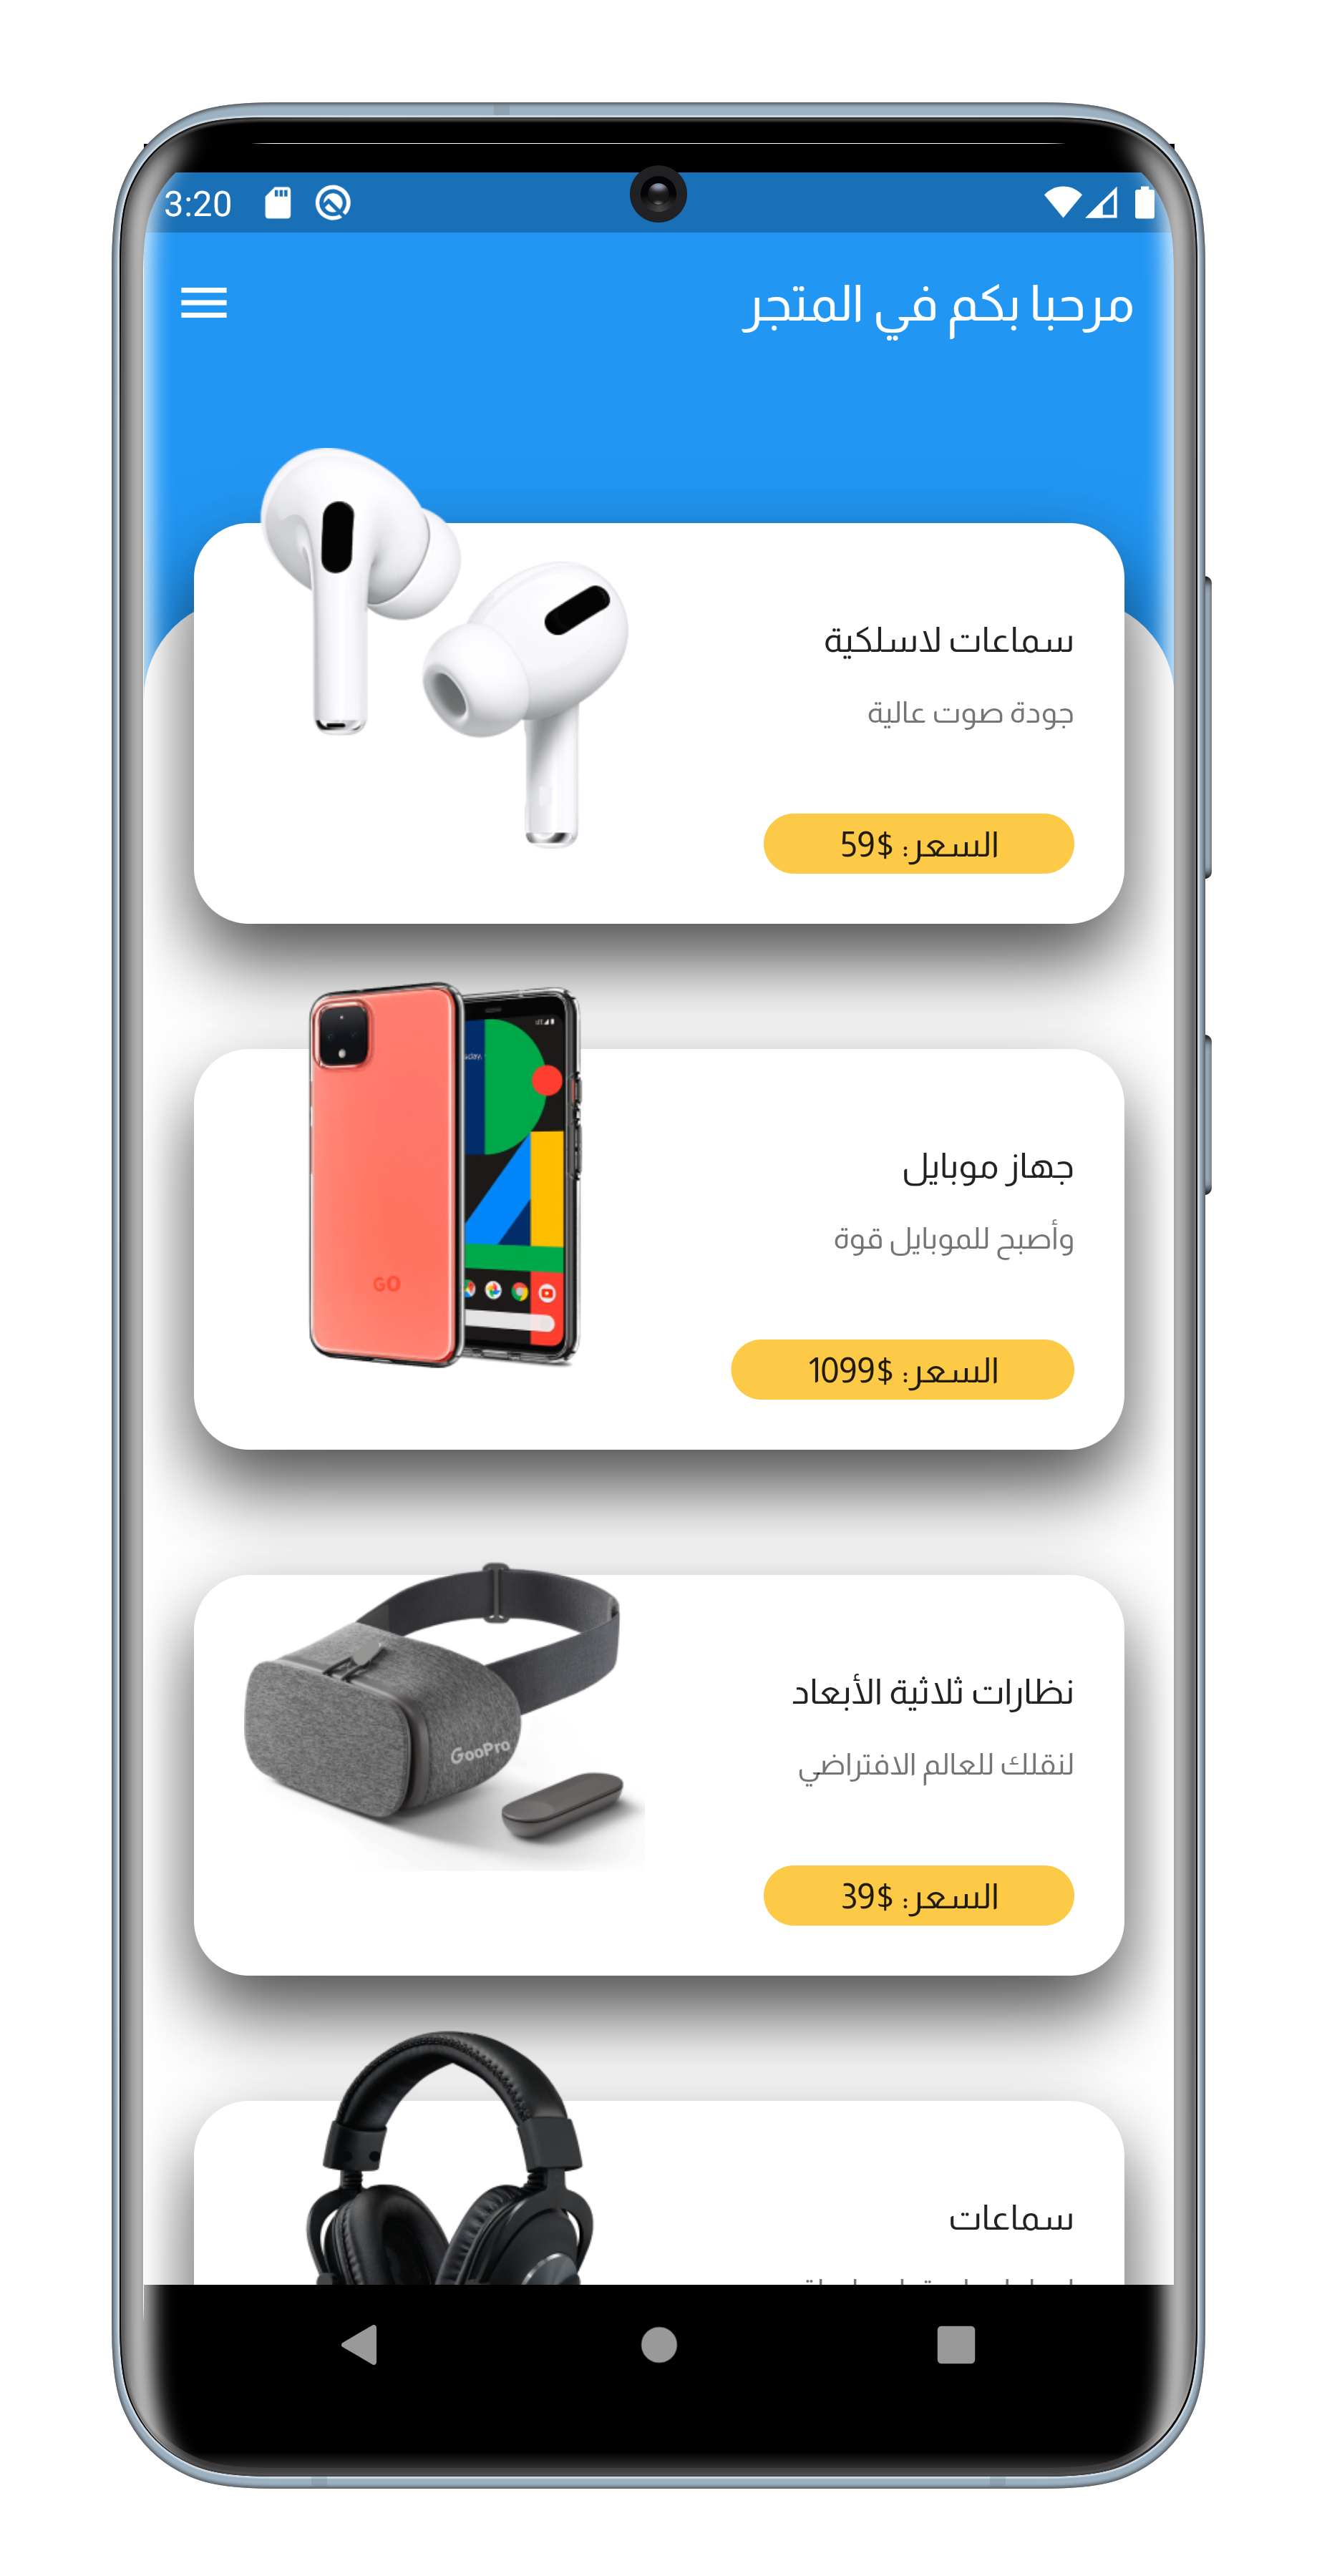 3:20
مرحبا بكم في المتجر
سماعات لاسلكية
جودة صوت عالية
السعر: $59
جهاز موبايل
وأصبح للموبايل قوة
السعر: $1099
GO
نظارات ثلاثية الأبعاد
لنقلك للعالم الافتراضي
السعر: $39
GooPro
سماعات